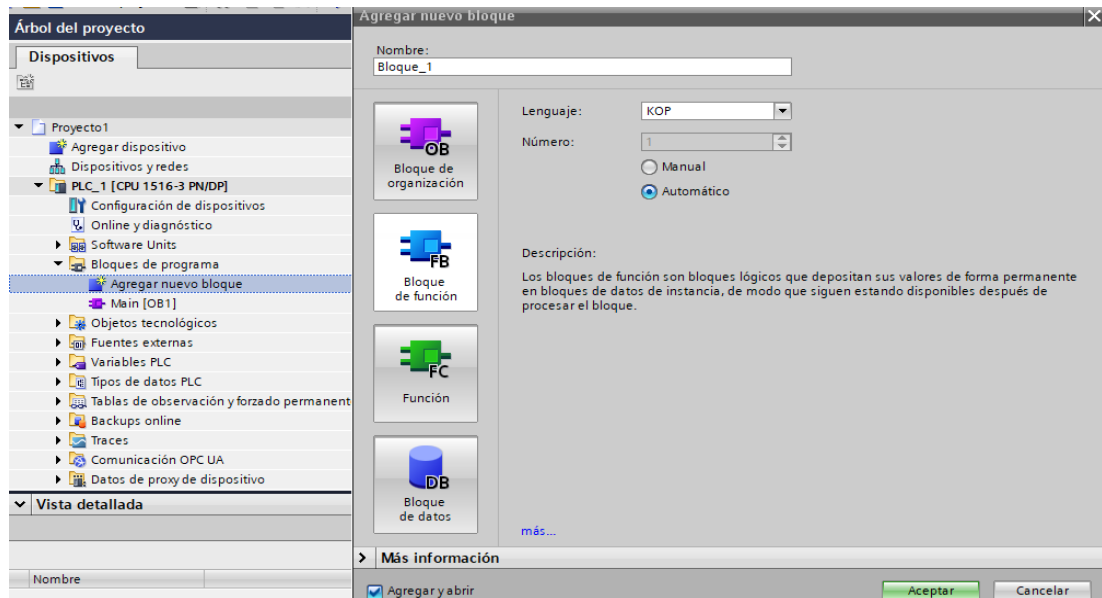 Árbol del proyecto
Dispositivos
Proyecto1
Agregar dispositivo
Dispositivos y redes
PLC_1 [CPU 1516-3 PN/DP]
Configuración de dispositivos
Online y diagnóstico
Software Units
Bloques de programa
Agregar nuevo bloque
Main [OB1]
Objetos tecnológicos
Fuentes externas
Variables PLC
Tipos de datos PLC
Tablas de observación y forzado permanent
Backups online
Traces
Comunicación OPC UA
Datos de proxy de dispositivo
Vista detallada
Nombre
Agregar nuevo bloque
Nombre:
Bloque_1
OB
Bloque de
organización
FB
Bloque
de función
FC
Función
DB
Bloque
de datos
Lenguaje:
KOP
Número:
1
Manual
Automático
Descripción:
Los bloques de función son bloques lógicos que depositan sus valores de forma permanente
en bloques de datos de instancia, de modo que siguen estando disponibles después de
procesar el bloque.
más...
Más información
Agregar y abrir
Aceptar
Cancelar